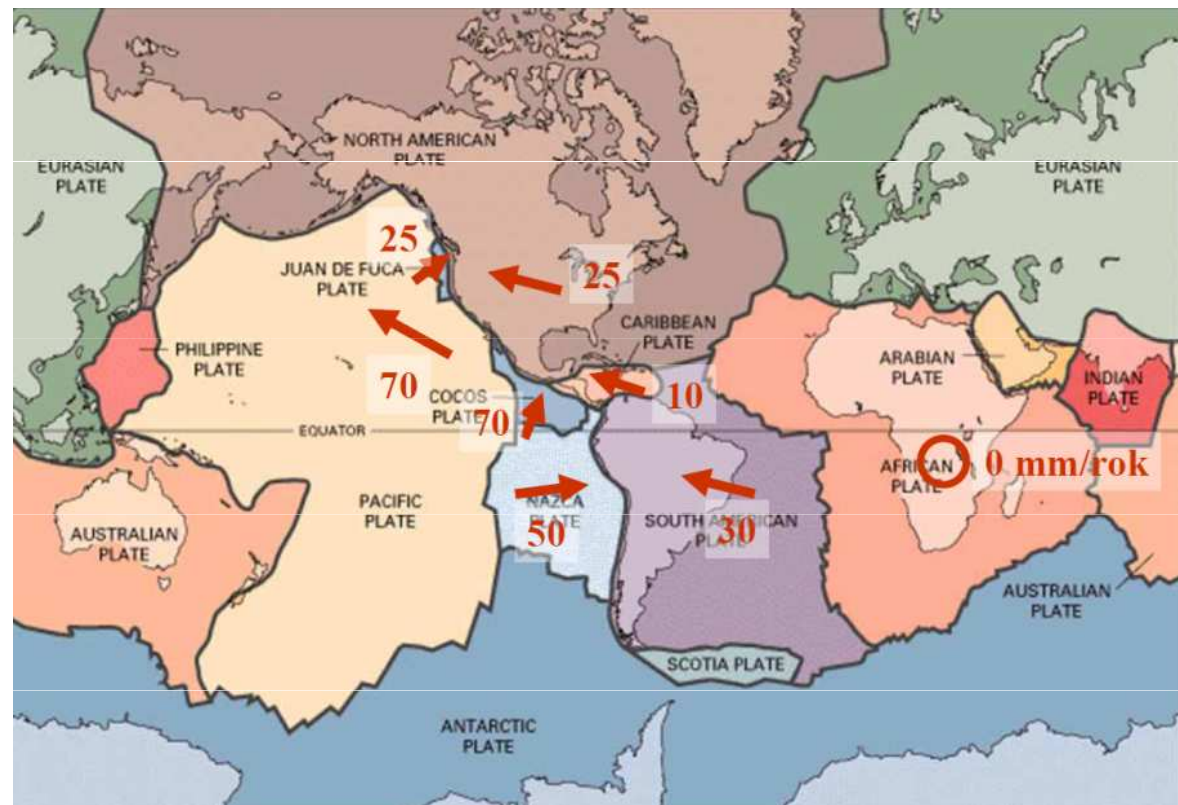 NORTH AMERICAN
PLATE
EURASIAN
PLATE
EURASIAN
PLATE
25
JUAN DE FUCA
PLATE
25
CARIBBEAN
PLATE
PHILIPPINE
PLATE
ARABIAN
PLATE
INDIAN
PLATE
70
COCOS
PLATE
70
10
EQUATOR
AFRICAN
PLATE
0 mm/rok
PACIFIC
PLATE
NAZCA
PLATE
50
SOUTH AMERICAN
PLATE
30
AUSTRALIAN
PLATE
AUSTRALIAN
PLATE
SCOTIA PLATE
ANTARCTIC
PLATE